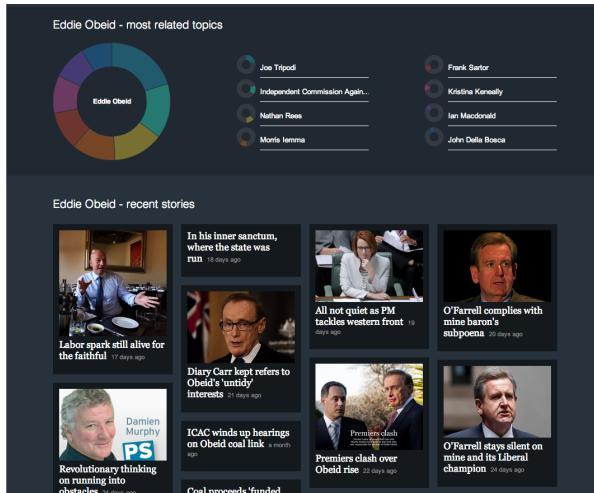 Eddie Obeid - most related topics
Eddie Obeid
Joe Tripodi
Independent Commission Again...
Nathan Rees
Morris Iemma
Frank Sartor
Kristina Keneally
Ian Macdonald
John Della Bosca
Eddie Obeid - recent stories
Labor spark still alive for
the faithful 17 days ago
Damien
Murphy
PS
Revolutionary thinking
on running into
obstacles 24 days ago
In his inner sanctum,
where the state was
run 18 days ago
Diary Carr kept refers to
Obeid's 'untidy'
interests 21 days ago
ICAC winds up hearings
on Obeid coal link a month
ago
Coal proceeds 'funded
All not quiet as PM
tackles western front 19
days ago
Premiers clash
Premiers clash over
Obeid rise 22 days ago
O'Farrell complies with
mine baron's
subpoena 20 days ago
O'Farrell stays silent on
mine and its Liberal
champion 24 days ago